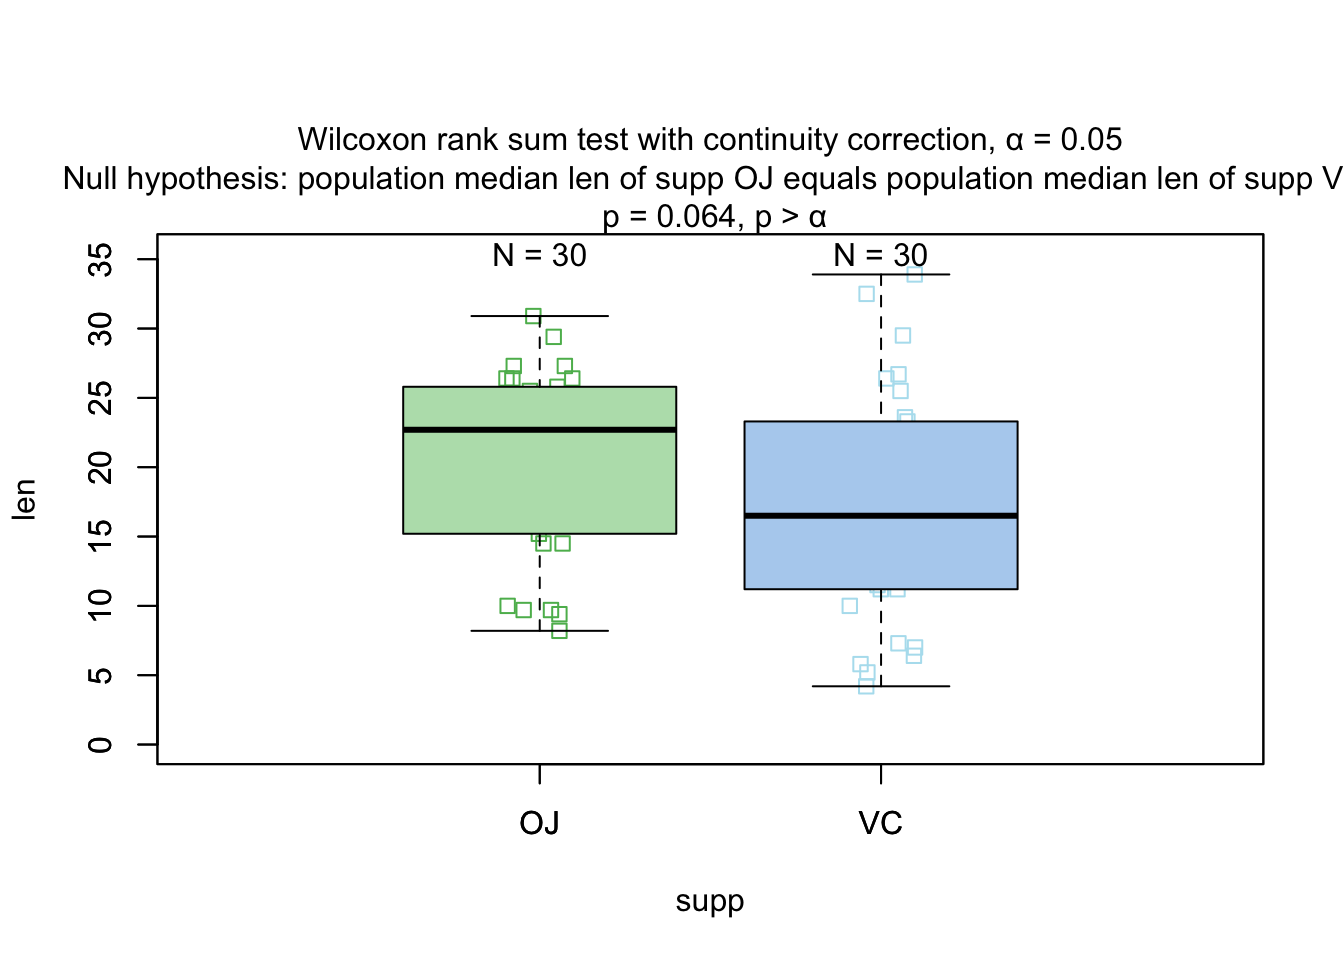 Wilcoxon rank sum test with continuity correction, α = 0.05
Null hypothesis: population median len of supp OJ equals population median len of supp V
p = 0.064, p > α
N = 30
N = 30
35
30
25
20
15
10
5
0
len
OJ
VC
supp